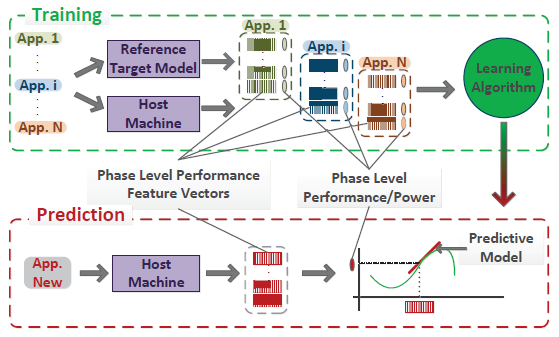 Training
App. 1
App. i
App. N
Reference
Target Model
Host
Machine
App. 1
App. i
App. N
Learning
Algorithm
Phase Level Performance
Feature Vectors
Phase Level
Performance/Power
Prediction
App.
New
Host
Machine
Predictive
Model